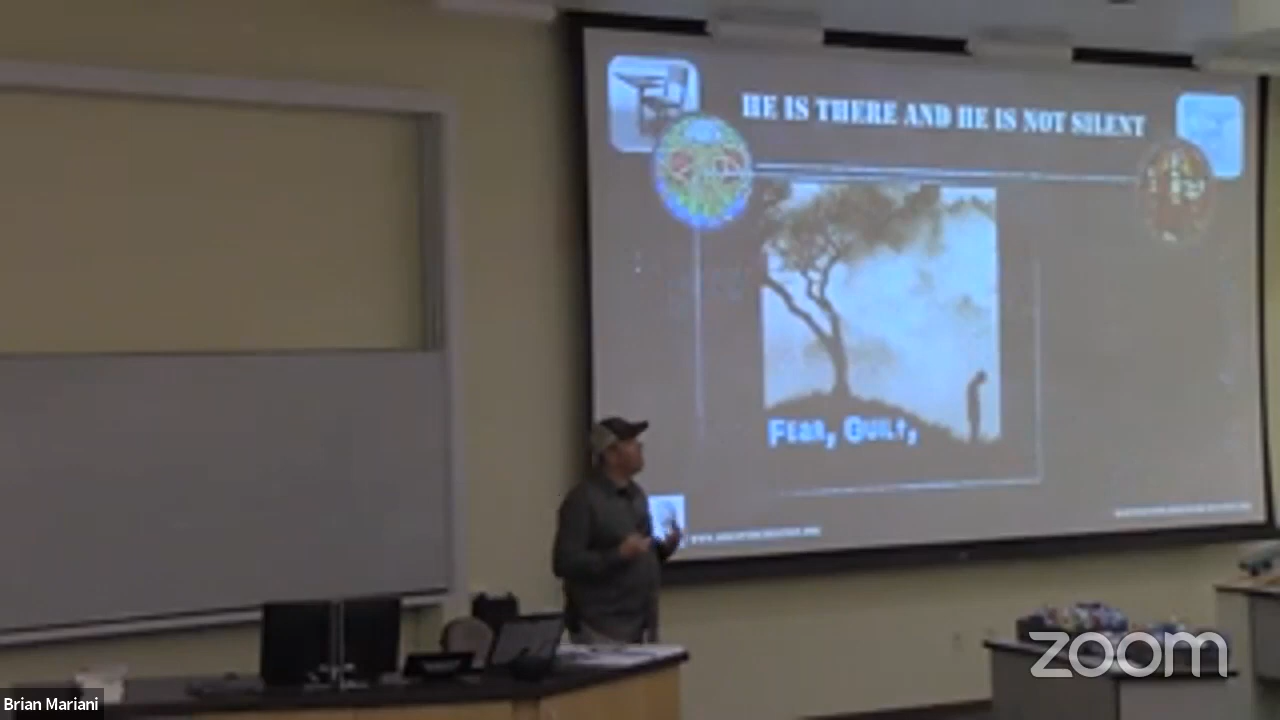 HE IS THERE AND HE IS NOT SILENT
FEAR, GUILT,
zoom
Brian Mariani